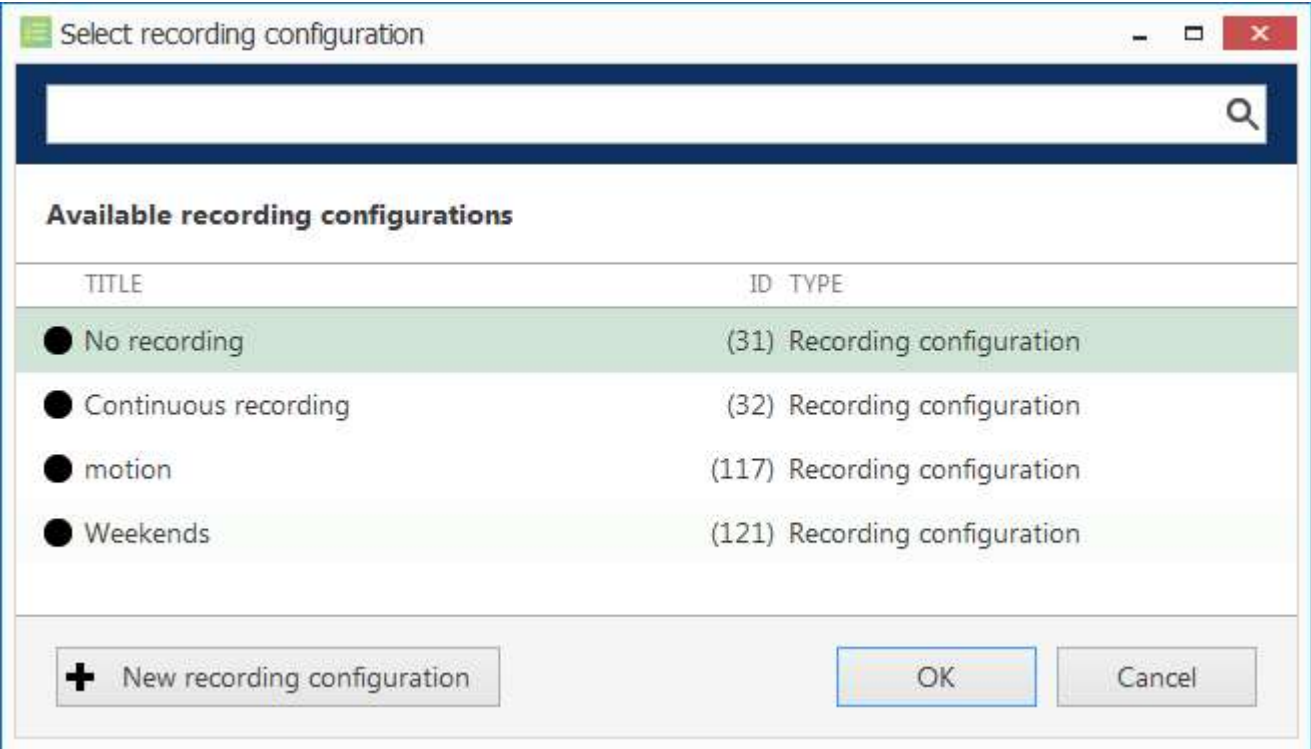 Select recording configuration
Available recording configurations
TITLE ID TYPE
No recording (31) Recording configuration
Continuous recording (32) Recording configuration
motion (117) Recording configuration
Weekends (121) Recording configuration
New recording configuration OK Cancel